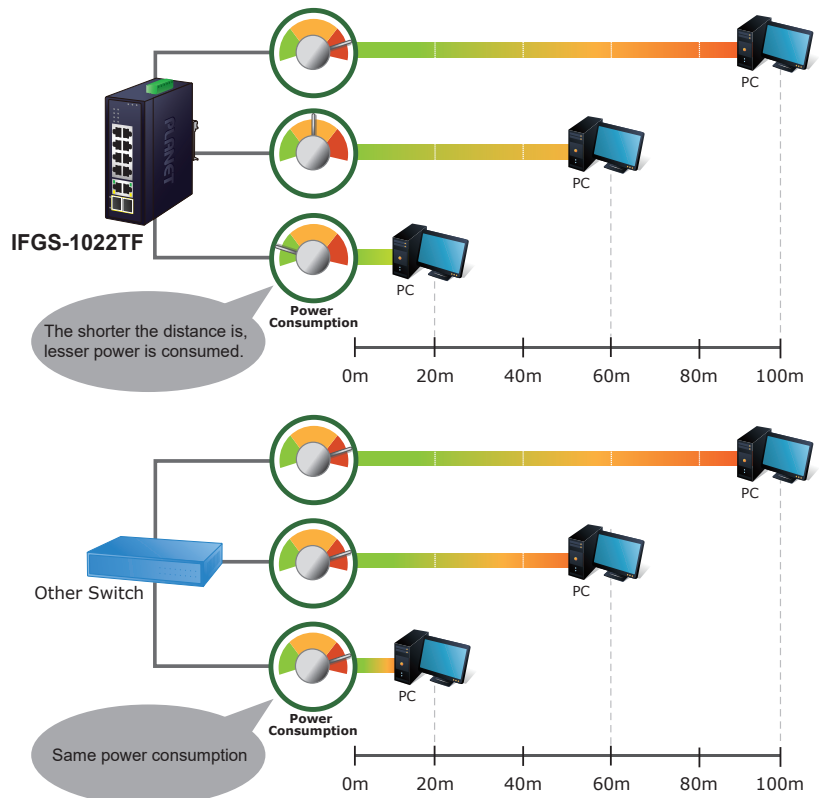 PC
PLANET
PC
IFGS-1022TF
PC
Power
Consumption
The shorter the distance is,
lesser power is consumed.
0m 20m 40m 60m 80m 100m
PC
Other Switch
PC
PC
Power
Consumption
Same power consumption
0m 20m 40m 60m 80m 100m